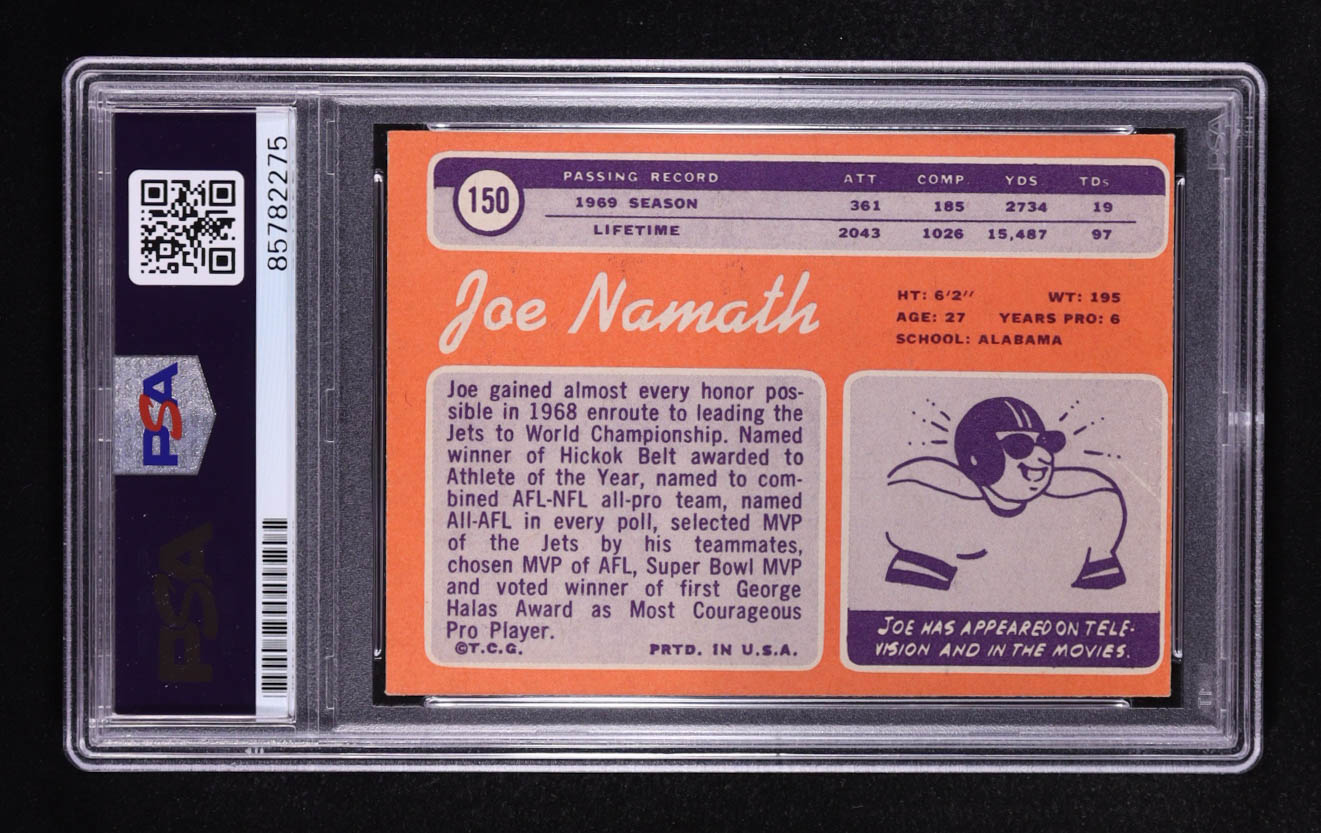 85782275
PSA
PSA
150
PASSING RECORD ATT. COMP. YDS TDs
1969 SEASON 361 185 2734 19
LIFETIME 2043 1026 15,487 97
Joe Namath
HT: 6'2" WT: 195
AGE: 27 YEARS PRO: 6
SCHOOL: ALABAMA
Joe gained almost every honor pos-
sible in 1968 enroute to leading the
Jets to World Championship. Named
winner of Hickok Belt awarded to
Athlete of the Year, named to com-
bined AFL-NFL all-pro team, named
All-AFL in every poll, selected MVP
of the Jets by his teammates,
chosen MVP of AFL, Super Bowl MVP
and voted winner of first George
Halas Award as Most Courageous
Pro Player.
©T.C.G. PRTD. IN U.S.A.
JOE HAS APPEARED ON TELE-
VISION AND IN THE MOVIES.
PSA